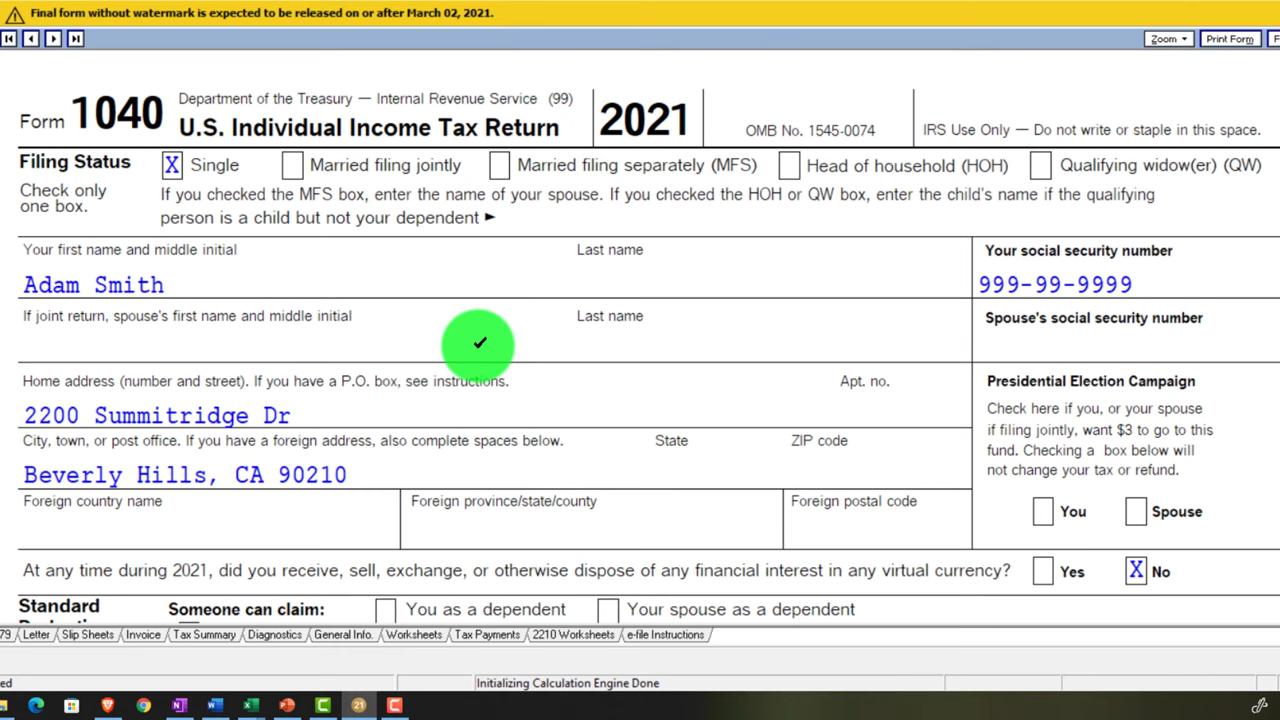 Final form without watermark is expected to be released on or after March 02, 2021.
Zoom Print Form F
Form 1040 Department of the Treasury — Internal Revenue Service (99)
U.S. Individual Income Tax Return 2021 OMB No. 1545-0074 IRS Use Only — Do not write or staple in this space.
Filing Status X Single Married filing jointly Married filing separately (MFS) Head of household (HOH) Qualifying widow(er) (QW)
Check only one box.
If you checked the MFS box, enter the name of your spouse. If you checked the HOH or QW box, enter the child's name if the qualifying
person is a child but not your dependent ►
Your first name and middle initial Last name Your social security number
Adam Smith 999-99-9999
If joint return, spouse's first name and middle initial Last name Spouse's social security number
Home address (number and street). If you have a P.O. box, see instructions. Apt. no.
2200 Summitridge Dr
City, town, or post office. If you have a foreign address, also complete spaces below. State ZIP code
Beverly Hills, CA 90210
Foreign country name Foreign province/state/county Foreign postal code
Presidential Election Campaign
Check here if you, or your spouse
if filing jointly, want $3 to go to this
fund. Checking a box below will
not change your tax or refund.
You Spouse
At any time during 2021, did you receive, sell, exchange, or otherwise dispose of any financial interest in any virtual currency? Yes X No
Standard Someone can claim: You as a dependent Your spouse as a dependent
79 Letter Slip Sheets Invoice Tax Summary Diagnostics General Info. Worksheets Tax Payments 2210 Worksheets e-file Instructions
ed Initializing Calculation Engine Done
21